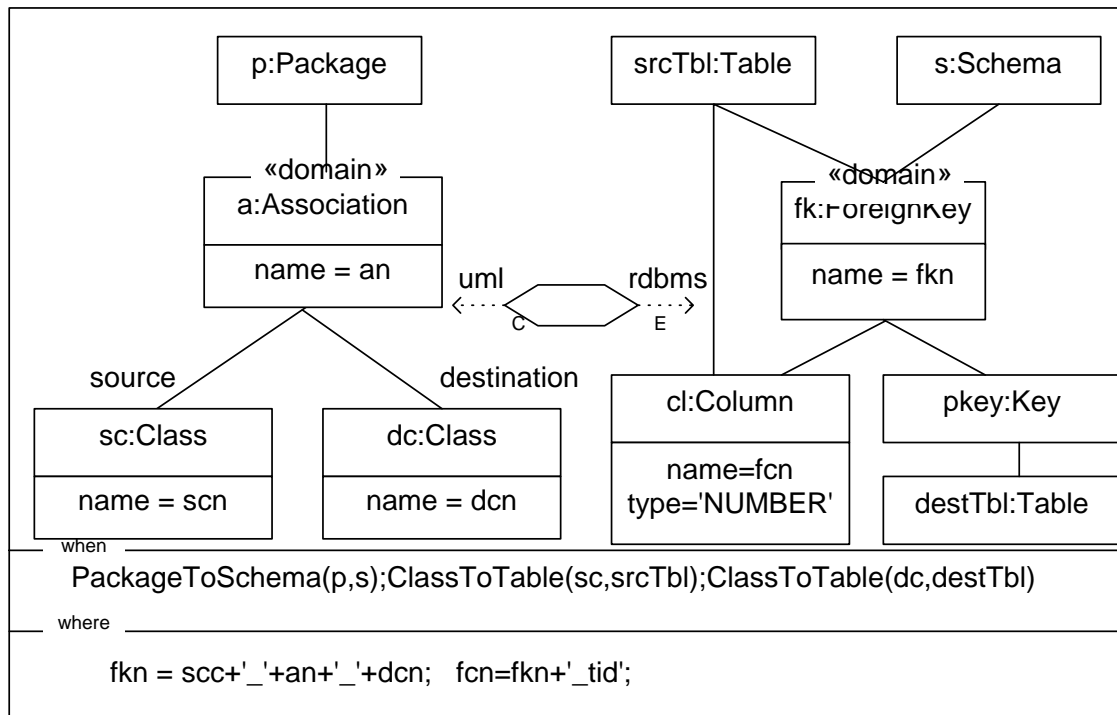 p:Package
srcTbl:Table
s:Schema
«domain»
a:Association
name = an
«domain»
fk:ForeignKey
name = fkn
uml
rdbms
C
E
source
destination
sc:Class
name = scn
dc:Class
name = dcn
cl:Column
name=fcn
type='NUMBER'
pkey:Key
destTbl:Table
when
PackageToSchema(p,s);ClassToTable(sc,srcTbl);ClassToTable(dc,destTbl)
where
fkn = scc+'_'+an+'_'+dcn; fcn=fkn+'_tid';